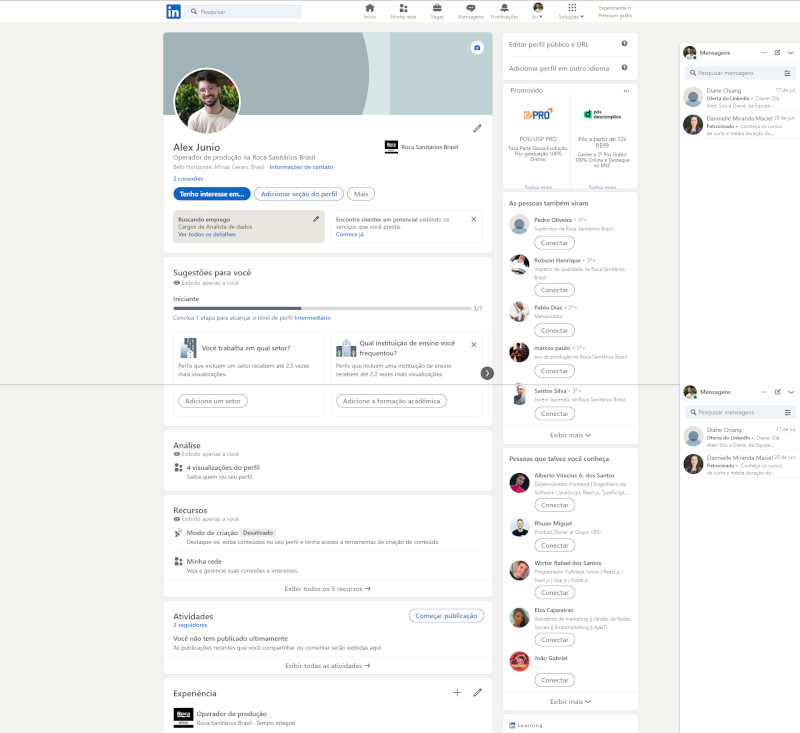 in
Pesquisar
Início
Minha rede
Vagas
Mensagens
Notificações
Eu
Soluções
Experimente o
Premium grátis
Alex Junio
Operador de produção na Roca Sanitários Brasil
Belo Horizonte, Minas Gerais, Brasil · Informações de contato
2 conexões
Roca Sanitários Brasil
Tenho interesse em...
Adicionar seção do perfil
Mais
Buscando emprego
Cargos de Analista de dados
Ver todos os detalhes
Encontre clientes em potencial exibindo os
serviços que você presta.
Comece já
Sugestões para você
Exibido apenas a você
Iniciante
3/7
Conclua 1 etapa para alcançar o nível de perfil Intermediário
Você trabalha em qual setor?
Perfis que incluem um setor recebem até 2,5 vezes
mais visualizações.
Adicione um setor
Qual instituição de ensino você
frequentou?
Perfis que incluem uma instituição de ensino
recebem até 2,2 vezes mais visualizações.
Adicione a formação acadêmica
Análise
Exibido apenas a você
4 visualizações do perfil
Saiba quem viu seu perfil.
Recursos
Exibido apenas a você
Modo de criação Desativado
Destaque-se, exiba conteúdos no seu perfil e tenha acesso a ferramentas de criação de conteúdo
Minha rede
Veja e gerencie suas conexões e interesses.
Exibir todos os 5 recursos →
Atividades
2 seguidores
Começar publicação
Você não tem publicado ultimamente
As publicações recentes que você compartilhar ou comentar serão exibidas aqui
Exibir todas as atividades →
Experiência
Roca
Operador de produção
Roca Sanitários Brasil · Tempo integral
Editar perfil público e URL
Adicionar perfil em outro idioma
Promovido
PRO
POLI USP PRO
Faça Parte Dessa Evolução.
Pós-graduação 100%
Online.
Saiba mais
pós
descomplica
Pós a partir de 12x
R$99
Ganhe a 2ª Pós Grátis!
100% Online e Destaque
no MEC
Saiba mais
As pessoas também viram
Pedro Oliveira • 3º+
Supervisor na Roca Sanitários Brasil
Conectar
Robson Henrique • 3º+
Inspetor da qualidade na Roca Sanitários
Brasil
Conectar
Pablo Dias • 3º+
Manipulador
Conectar
marcos paulo • 3º+
aux de produção na Roca Sanitários Brasil
Conectar
Santos Silva • 3º+
Jovem Aprendiz na Roca Sanitários Brasil
Conectar
Exibir mais
Pessoas que talvez você conheça
Alberto Vinicius A. dos Santos
Desenvolvedor Frontend | Engenheiro de
Software | JavaScript, React.js, TypeScript...
Conectar
Rhuan Miguel
Product Owner at Grupo VERI
Conectar
Wictor Rafael dos Santos
Programador Fullstack Junior | React js |
Next js | Vue js | Node js
Conectar
Elza Cajazeiras
Assistente de marketing || Gestão de Redes
Sociais || Endomarketing || AjasTI
Conectar
João Gabriel
--
Conectar
Exibir mais
in Learning
Mensagens
Pesquisar mensagens
Diane Chiang 17 de jul.
Oferta do LinkedIn • Diane: Olá,
Alex! Sou a Diane, da Equipe...
Dannielle Miranda Maciel 28 de jun.
Patrocinado • Conheça os cursos
de curta e média duração do...
Mensagens
Pesquisar mensagens
Diane Chiang 17 de jul.
Oferta do LinkedIn • Diane: Olá,
Alex! Sou a Diane, da Equipe...
Dannielle Miranda Maciel 28 de jun.
Patrocinado • Conheça os cursos
de curta e média duração do...